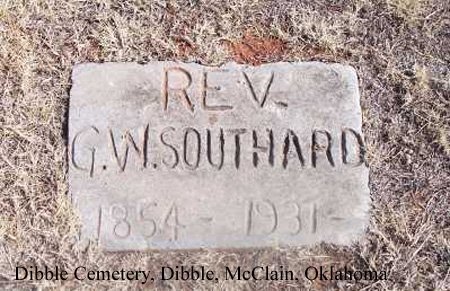 REV.
G.W.SOUTHARD
1854 - 1931-
Dibble Cemetery, Dibble, McClain, Oklahoma